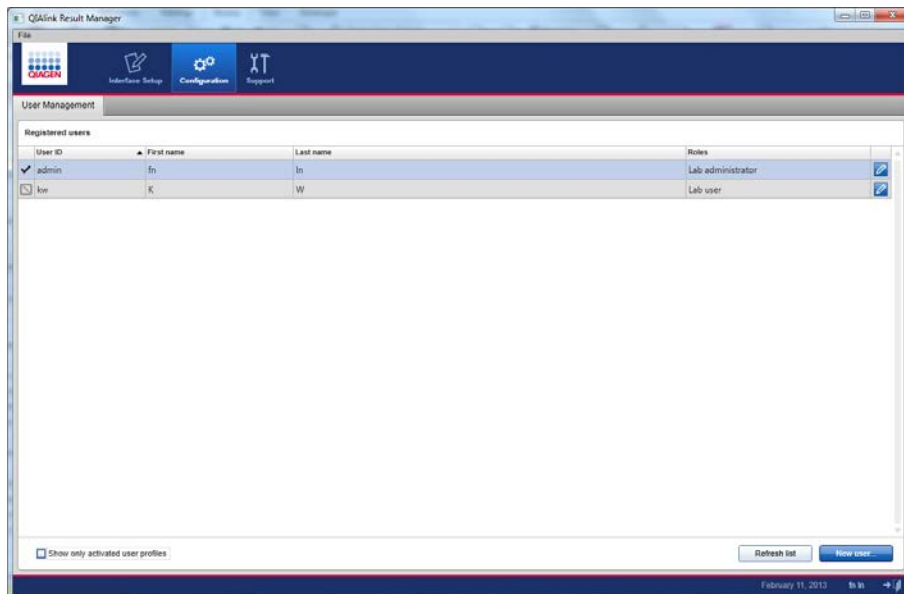 QIAlink Result Manager
File
QIAGEN
Interface Setup
Configuration
Support
User Management
Registered users
User ID First name Last name Roles
admin fn ln Lab administrator
kw K W Lab user
Show only activated user profiles
Refresh list New user...
February 11, 2013 fn ln